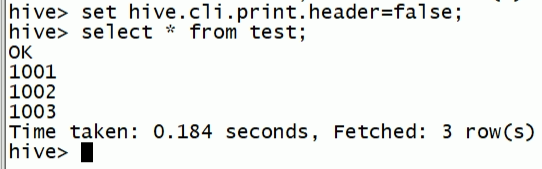 hive> set hive.cli.print.header=false;
hive> select * from test;
OK
1001
1002
1003
Time taken: 0.184 seconds, Fetched: 3 row(s)
hive>